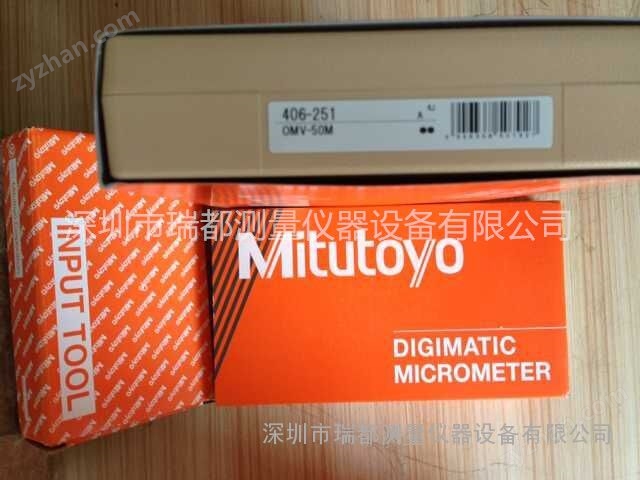 zyzhan.com
406-251
OMV-50M
A
深圳市瑞都测量仪器设备有限公司
Mitutoyo
INPUT TOOL
DIGIMATIC
MICROMETER
深圳市瑞都测量仪器设备有限公司